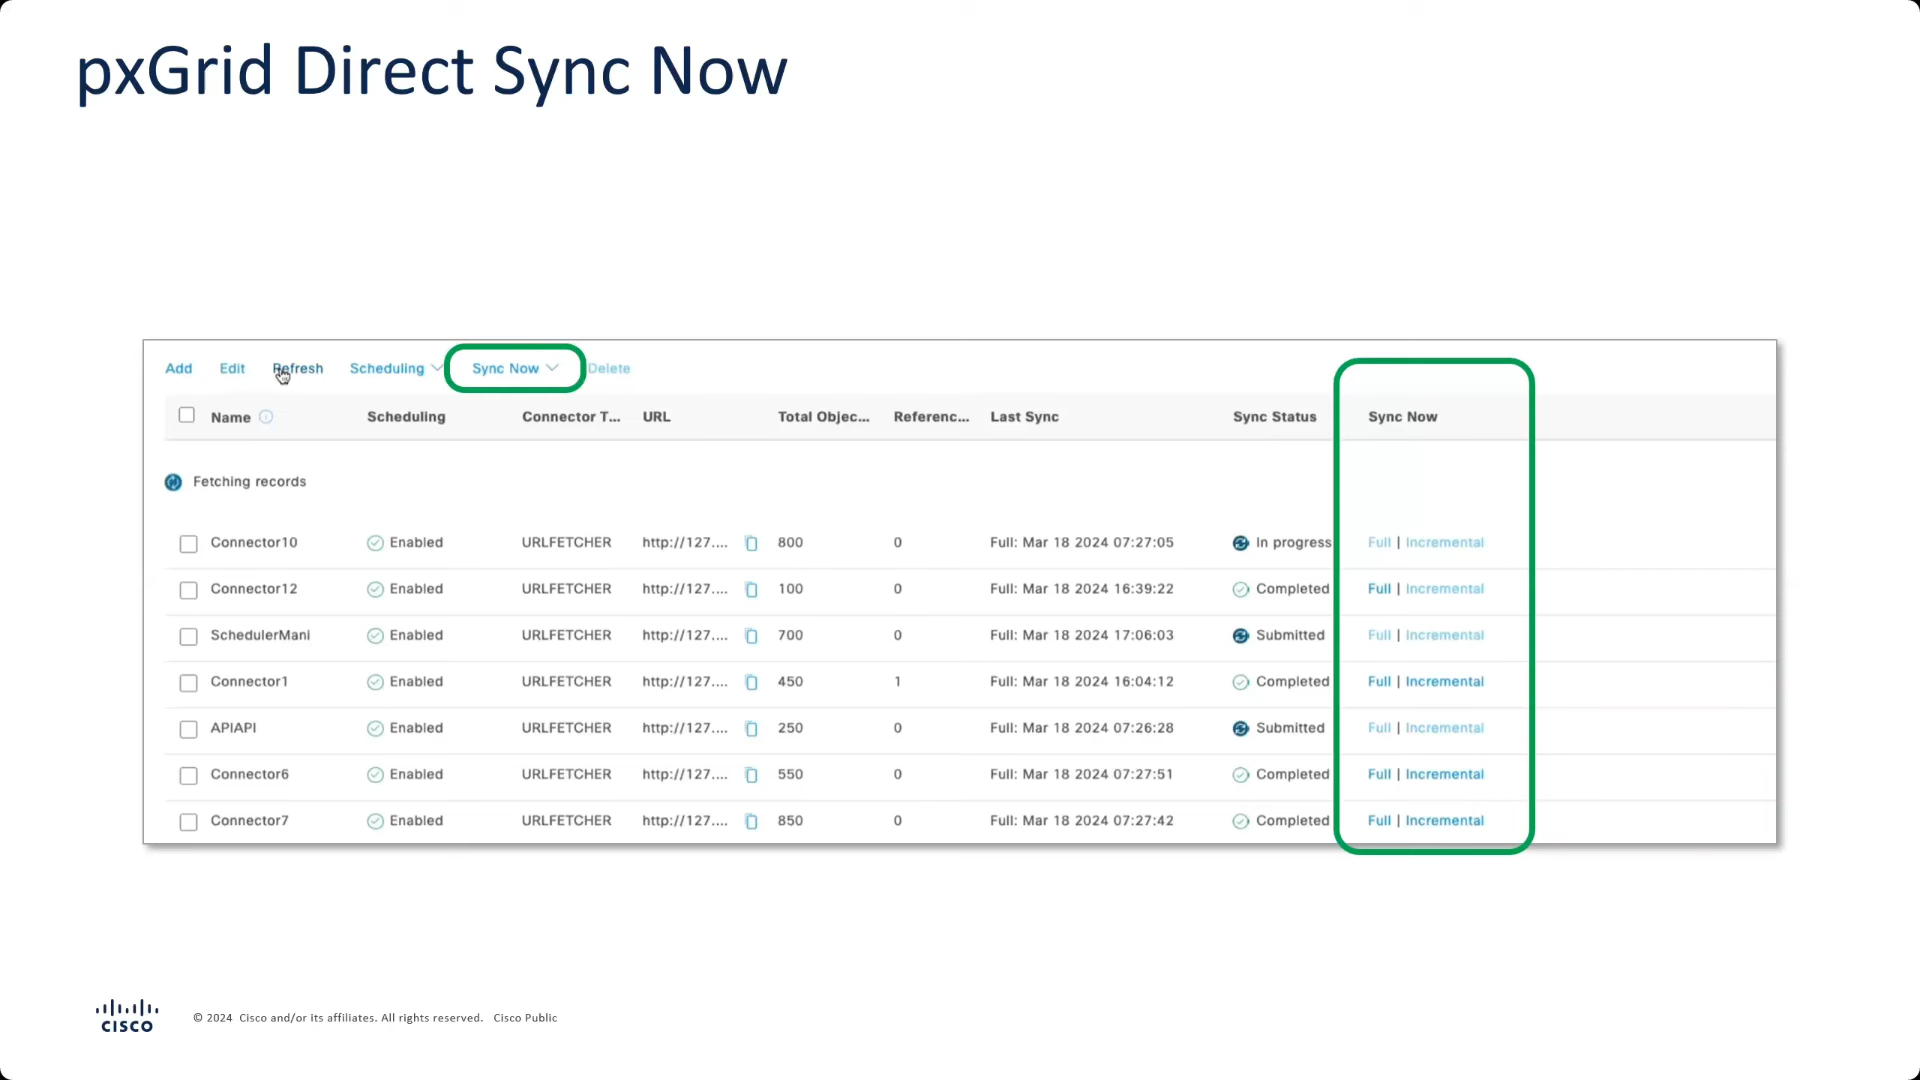 pxGrid Direct Sync Now
Add Edit Refresh Scheduling Sync Now Delete
Name Scheduling Connector T... URL Total Objec... Referenc... Last Sync Sync Status Sync Now
Fetching records
Connector10 Enabled URLFETCHER http://127.... 800 0 Full: Mar 18 2024 07:27:05 In progress Full | Incremental
Connector12 Enabled URLFETCHER http://127.... 100 0 Full: Mar 18 2024 16:39:22 Completed Full | Incremental
SchedulerMani Enabled URLFETCHER http://127.... 700 0 Full: Mar 18 2024 17:06:03 Submitted Full | Incremental
Connector1 Enabled URLFETCHER http://127.... 450 1 Full: Mar 18 2024 16:04:12 Completed Full | Incremental
APIAPI Enabled URLFETCHER http://127.... 250 0 Full: Mar 18 2024 07:26:28 Submitted Full | Incremental
Connector6 Enabled URLFETCHER http://127.... 550 0 Full: Mar 18 2024 07:27:51 Completed Full | Incremental
Connector7 Enabled URLFETCHER http://127.... 850 0 Full: Mar 18 2024 07:27:42 Completed Full | Incremental
CISCO © 2024 Cisco and/or its affiliates. All rights reserved. Cisco Public